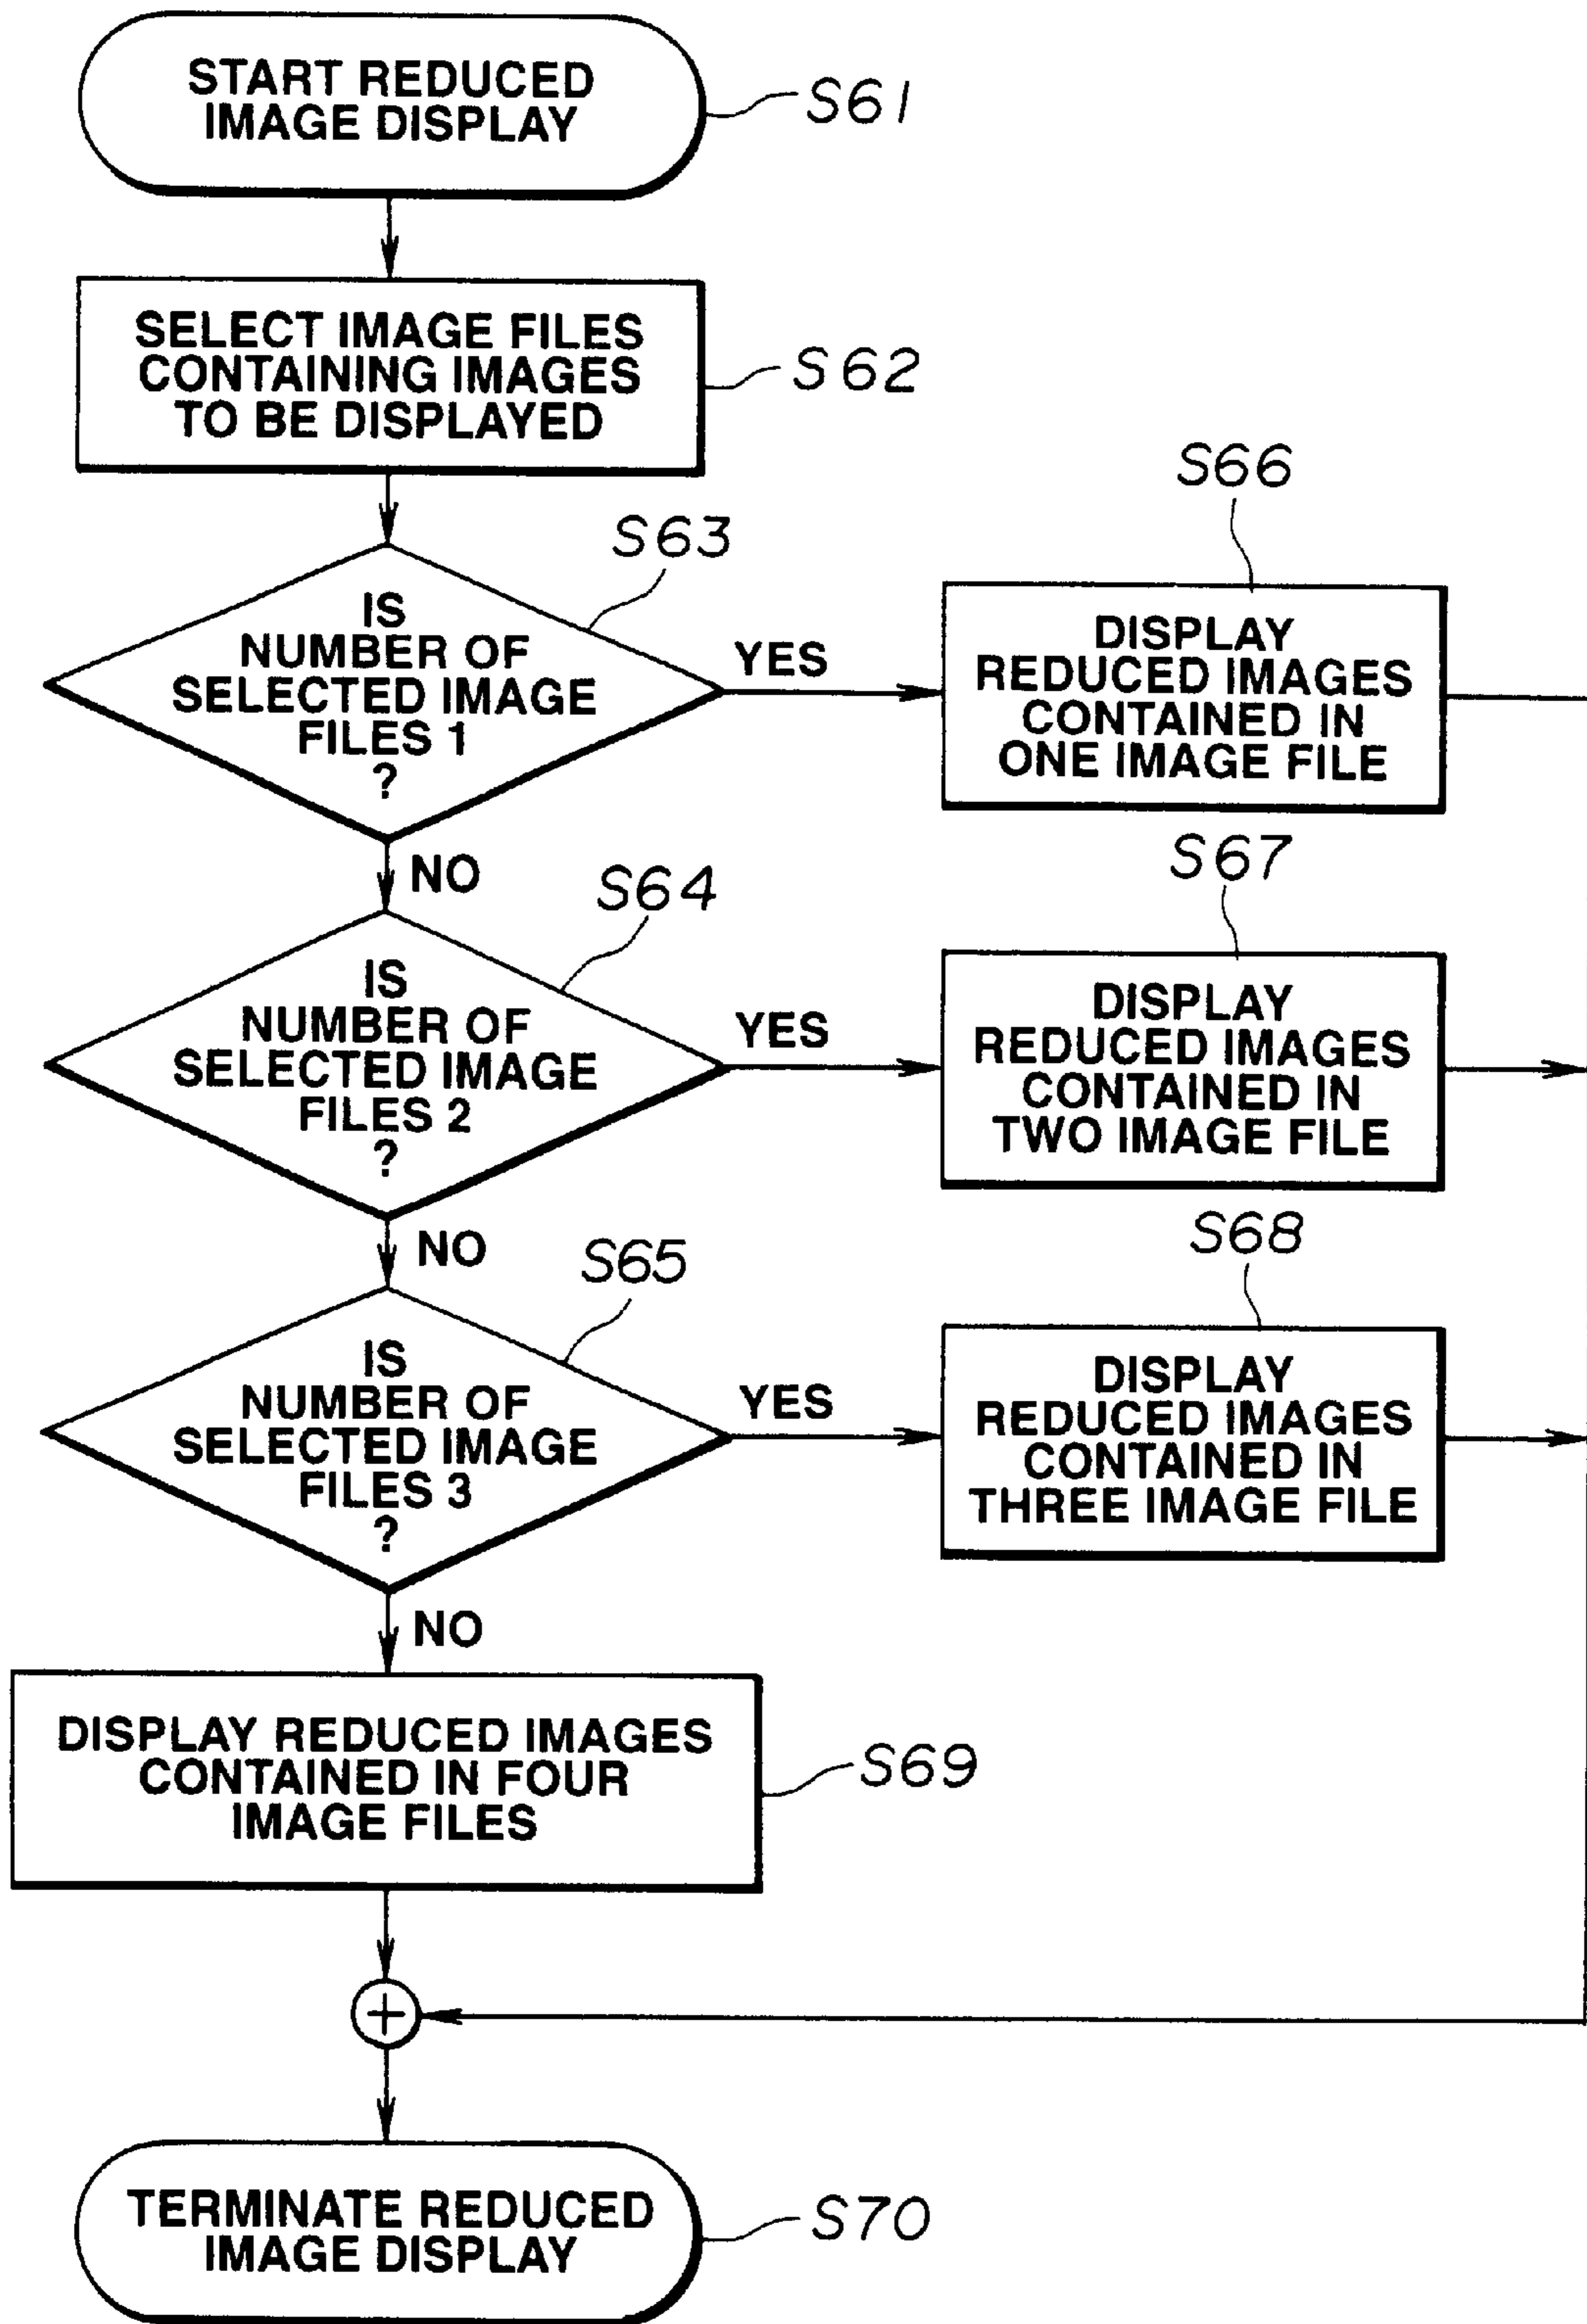 START REDUCED
IMAGE DISPLAY
S61
SELECT IMAGE FILES
CONTAINING IMAGES
TO BE DISPLAYED
S62
S63
IS
NUMBER OF
SELECTED IMAGE
FILES 1
?
YES
S66
DISPLAY
REDUCED IMAGES
CONTAINED IN
ONE IMAGE FILE
NO
S64
IS
NUMBER OF
SELECTED IMAGE
FILES 2
?
YES
S67
DISPLAY
REDUCED IMAGES
CONTAINED IN
TWO IMAGE FILE
NO
S65
IS
NUMBER OF
SELECTED IMAGE
FILES 3
?
YES
S68
DISPLAY
REDUCED IMAGES
CONTAINED IN
THREE IMAGE FILE
NO
DISPLAY REDUCED IMAGES
CONTAINED IN FOUR
IMAGE FILES
S69
+
TERMINATE REDUCED
IMAGE DISPLAY
S70